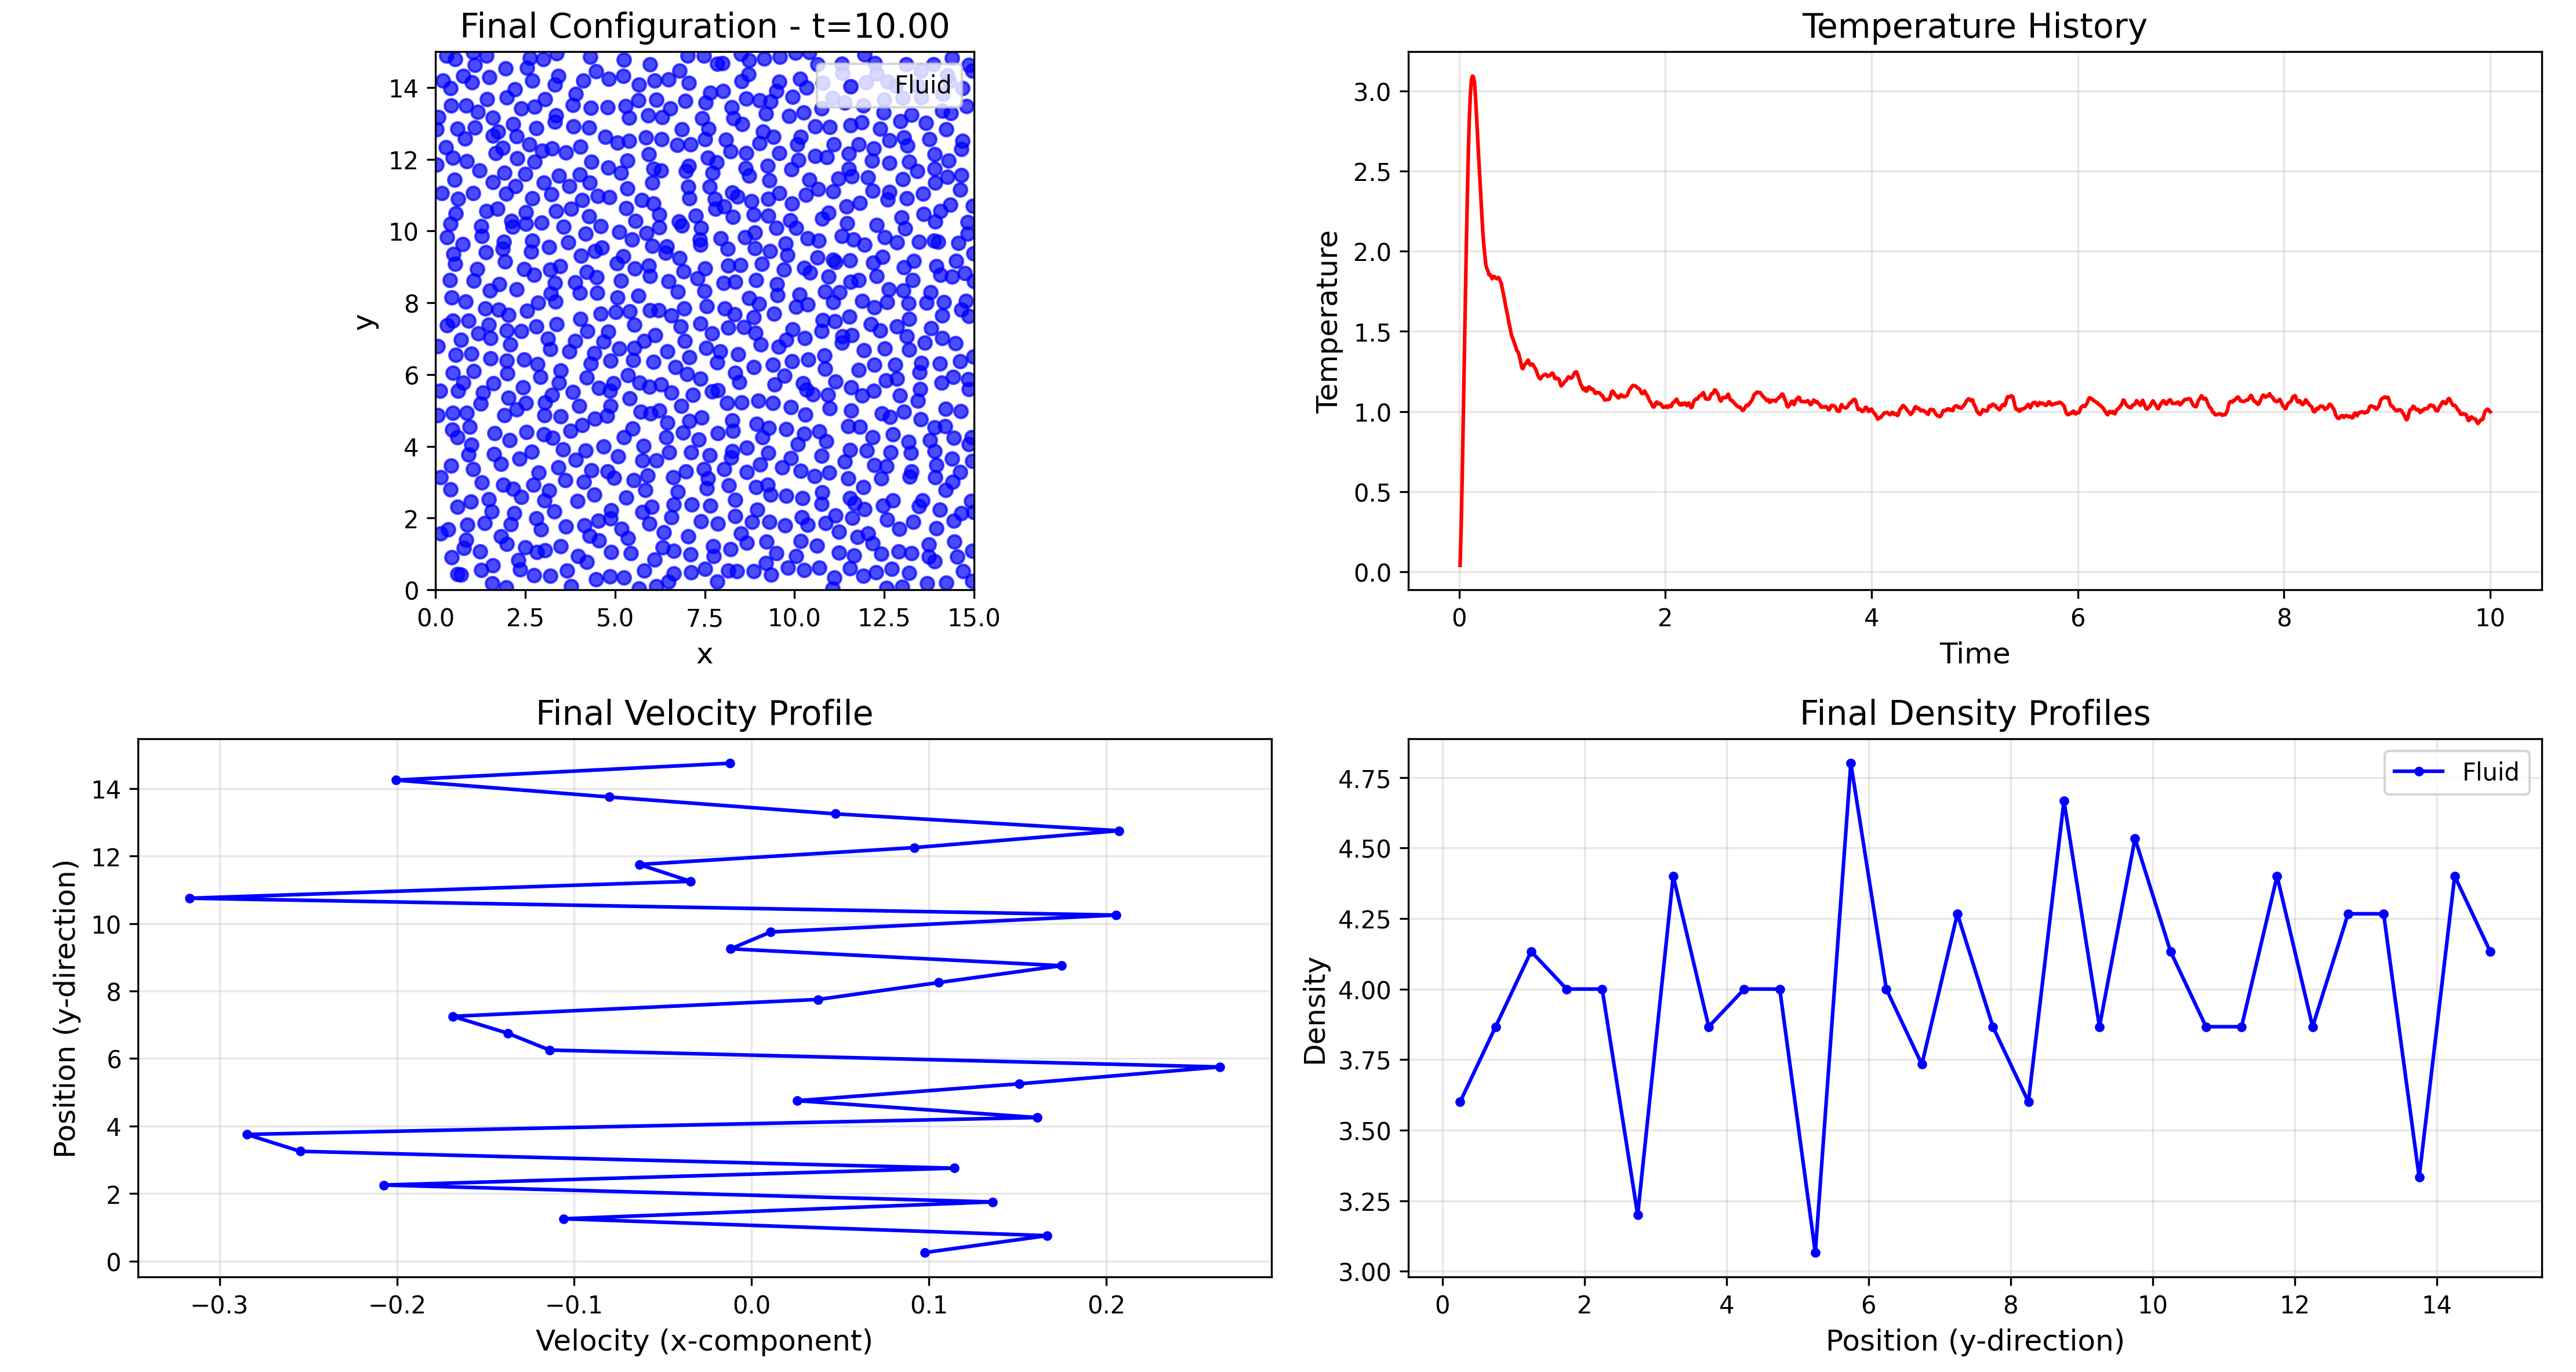 Final Configuration - t=10.00
Fluid
14
12
10
8
6
4
2
0
y
0.0 2.5 5.0 7.5 10.0 12.5 15.0
x
Temperature History
3.0
2.5
2.0
1.5
1.0
0.5
0.0
Temperature
0 2 4 6 8 10
Time
Final Velocity Profile
14
12
10
8
6
4
2
0
Position (y-direction)
−0.3 −0.2 −0.1 0.0 0.1 0.2
Velocity (x-component)
Final Density Profiles
Fluid
4.75
4.50
4.25
4.00
3.75
3.50
3.25
3.00
Density
0 2 4 6 8 10 12 14
Position (y-direction)